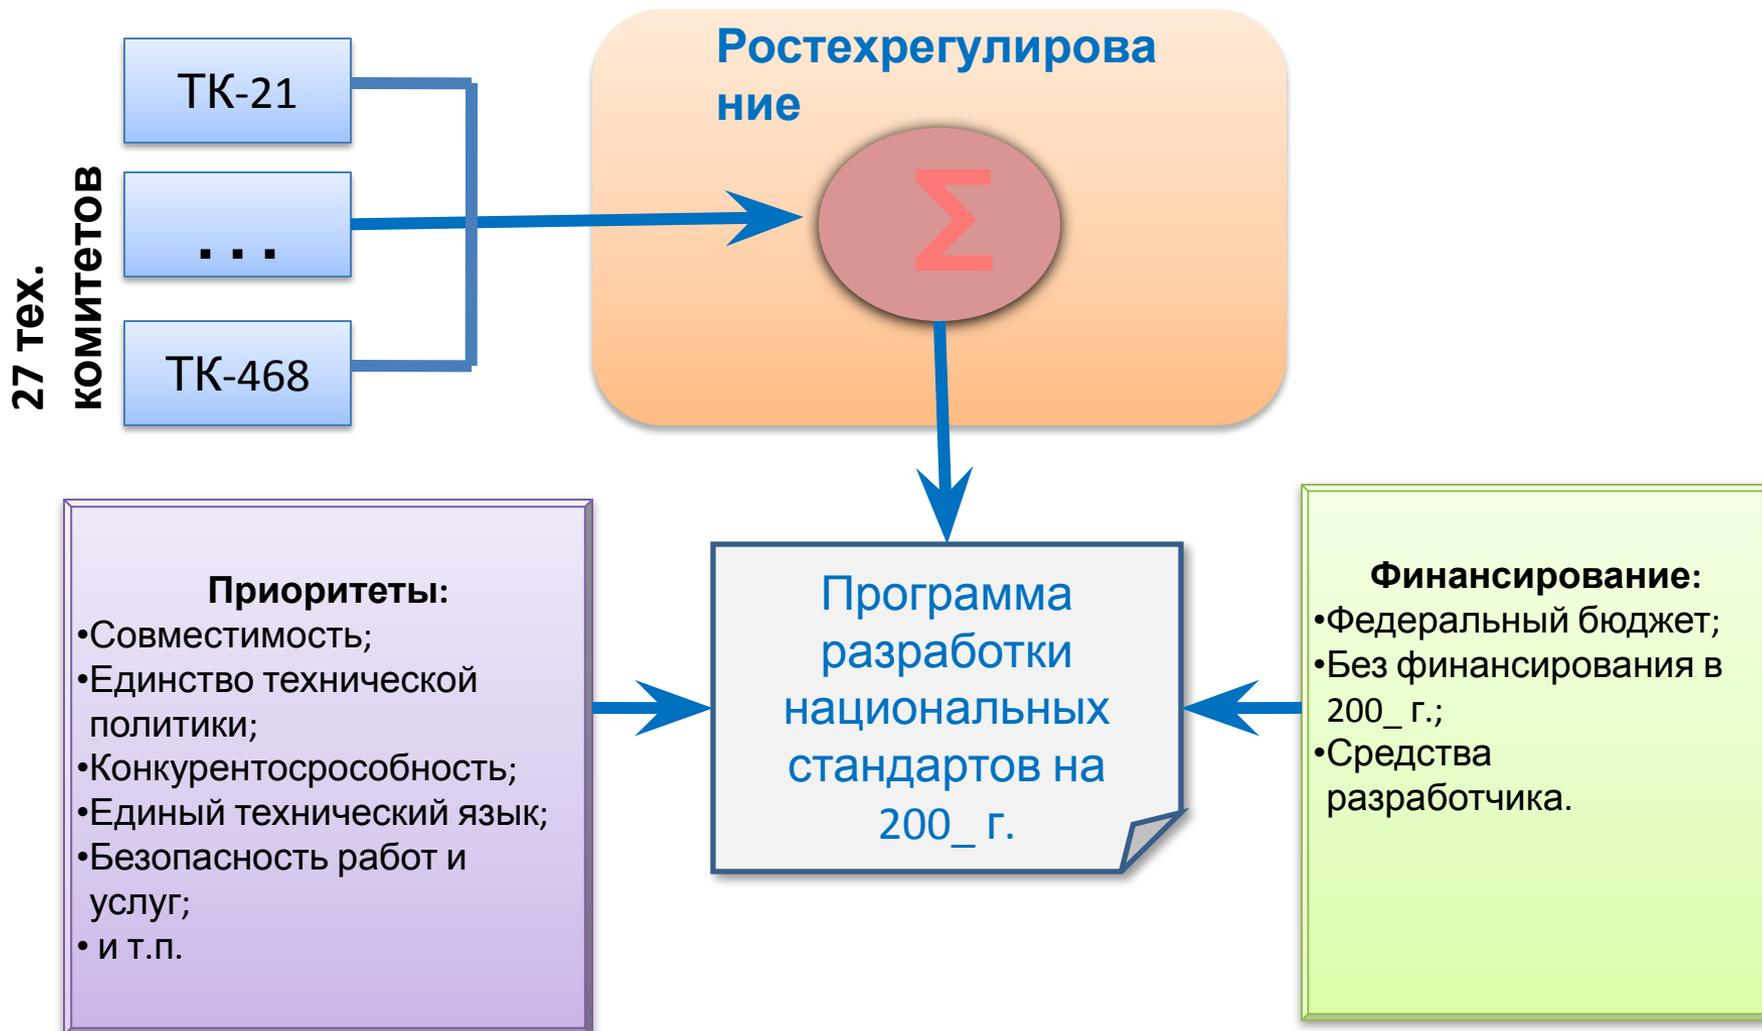 27 тех.
комитетов
ТК-21
...
ТК-468
Ростехрегулирова
ние
Σ
Приоритеты:
•Совместимость;
•Единство технической
политики;
•Конкурентосрособность;
•Единый технический язык;
•Безопасность работ и
услуг;
• и т.п.
Программа
разработки
национальных
стандартов на
200_ г.
Финансирование:
•Федеральный бюджет;
•Без финансирования в
200_ г.;
•Средства
разработчика.